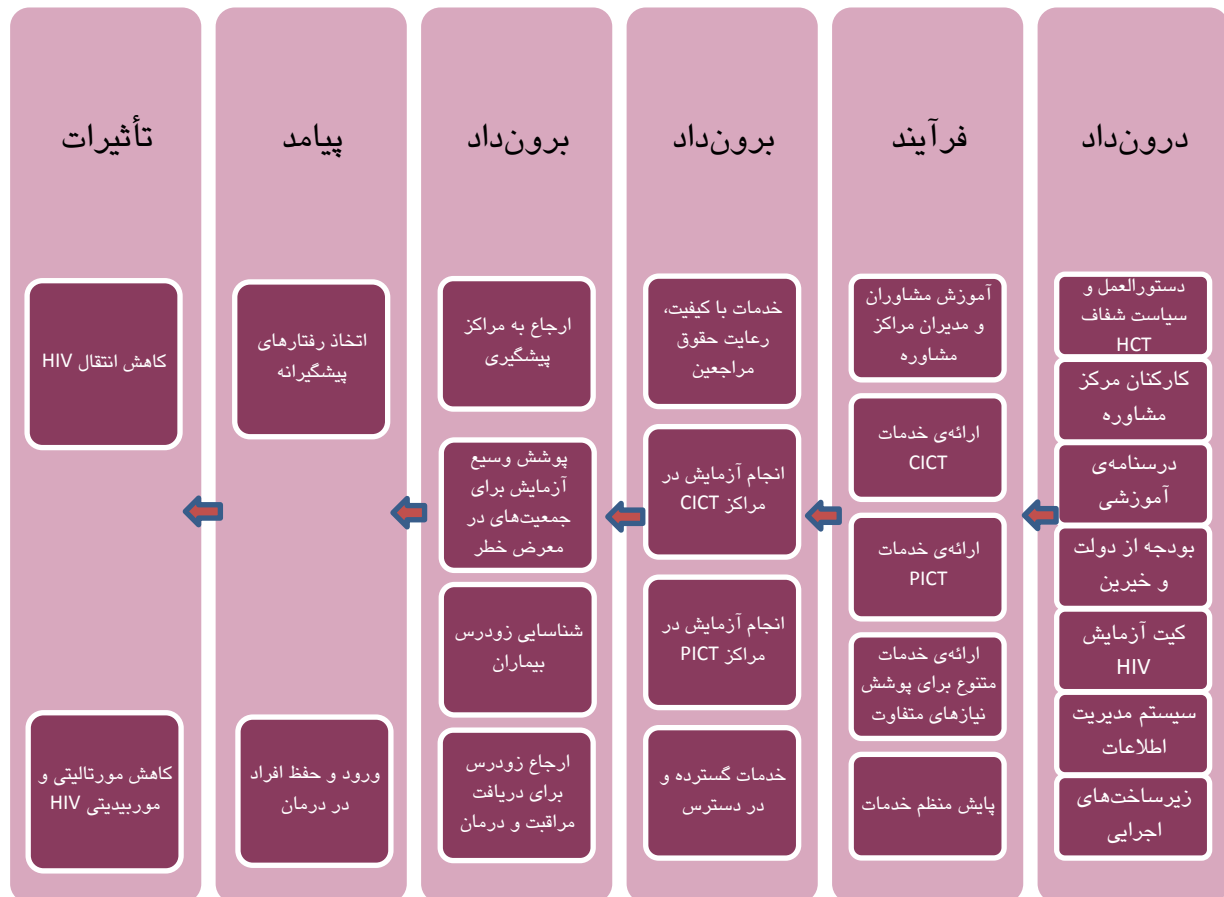 درون‌داد
دستورالعمل و
سیاست شفاف
HCT
کارکنان مرکز
مشاوره
درسنامه‌ی
آموزشی
بودجه از دولت
و خیرین
کیت آزمایش
HIV
سیستم مدیریت
اطلاعات
زیرساخت‌های
اجرایی
فرآیند
آموزش مشاوران
و مدیران مراکز
مشاوره
ارائه‌ی خدمات
CICT
ارائه‌ی خدمات
PICT
ارائه‌ی خدمات
متنوع برای پوشش
نیازهای متفاوت
پایش منظم خدمات
برون‌داد
خدمات با کیفیت،
رعایت حقوق
مراجعین
انجام آزمایش در
مراکز CICT
انجام آزمایش در
مراکز PICT
خدمات گسترده و
در دسترس
برون‌داد
ارجاع به مراکز
پیشگیری
پوشش وسیع
آزمایش برای
جمعیت‌های در
معرض خطر
شناسایی زودرس
بیماران
ارجاع زودرس
برای دریافت
مراقبت و درمان
پیامد
اتخاذ رفتارهای
پیشگیرانه
ورود و حفظ افراد
در درمان
تأثیرات
کاهش انتقال HIV
کاهش مورتالیتی و
موربیدیتی HIV